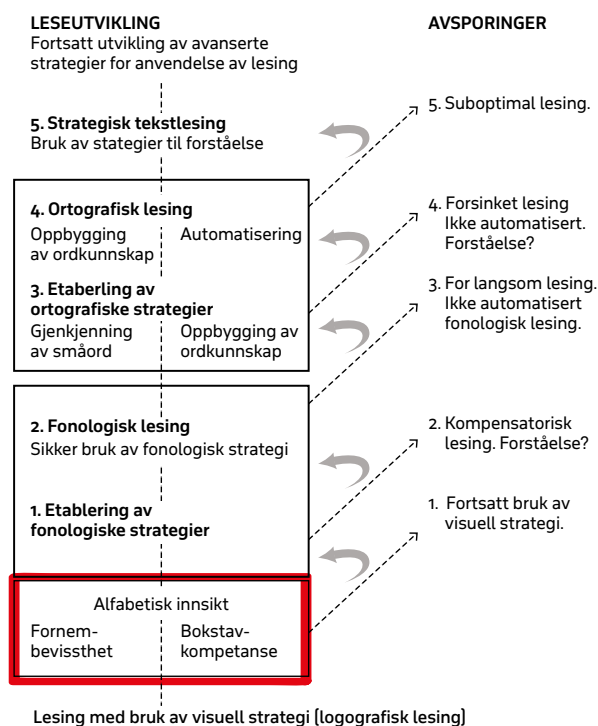 LESEUTVIKLING
Fortsatt utvikling av avanserte
strategier for anvendelse av lesing
5. Strategisk tekstlesing
Bruk av stategier til forståelse
4. Ortografisk lesing
Oppbygging
av ordkunnskap
Automatisering
3. Etaberling av
ortografiske strategier
Gjenkjenning
av småord
Oppbygging av
ordkunnskap
2. Fonologisk lesing
Sikker bruk av fonologisk strategi
1. Etablering av
fonologiske strategier
Alfabetisk innsikt
Fornem-
bevissthet
Bokstav-
kompetanse
Lesing med bruk av visuell strategi (logografisk lesing)
AVSPORINGER
5. Suboptimal lesing.
4. Forsinket lesing
Ikke automatisert.
Forståelse?
3. For langsom lesing.
Ikke automatisert
fonologisk lesing.
2. Kompensatorisk
lesing. Forståelse?
1. Fortsatt bruk av
visuell strategi.